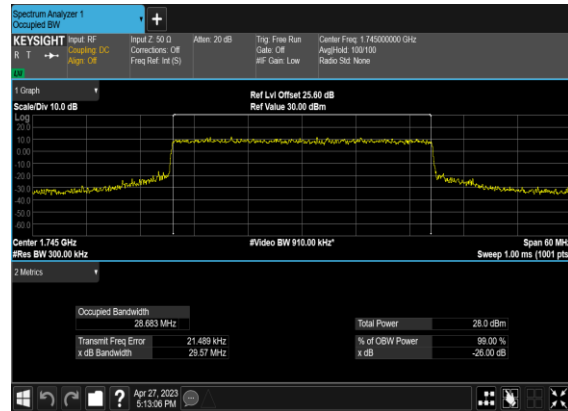 Spectrum Analyzer 1
Occupied BW
+
KEYSIGHT
R T
LXI
Input: RF
Coupling: DC
Align: Off
Input Z: 50 Ω
Corrections: Off
Freq Ref: Int (S)
Atten: 20 dB
Trig: Free Run
Gate: Off
#IF Gain: Low
Center Freq: 1.745000000 GHz
Avg|Hold: 100/100
Radio Std: None
1 Graph
Scale/Div 10.0 dB
Ref Lvl Offset 25.60 dB
Ref Value 30.00 dBm
Log
20.0
10.0
0.00
-10.0
-20.0
-30.0
-40.0
-50.0
-60.0
Center 1.745 GHz
#Res BW 300.00 kHz
#Video BW 910.00 kHz*
Span 60 MHz
Sweep 1.00 ms (1001 pts)
2 Metrics
Occupied Bandwidth
28.683 MHz
Transmit Freq Error 21.489 kHz
x dB Bandwidth 29.57 MHz
Total Power 28.0 dBm
% of OBW Power 99.00 %
x dB -26.00 dB
?
Apr 27, 2023
5:13:06 PM